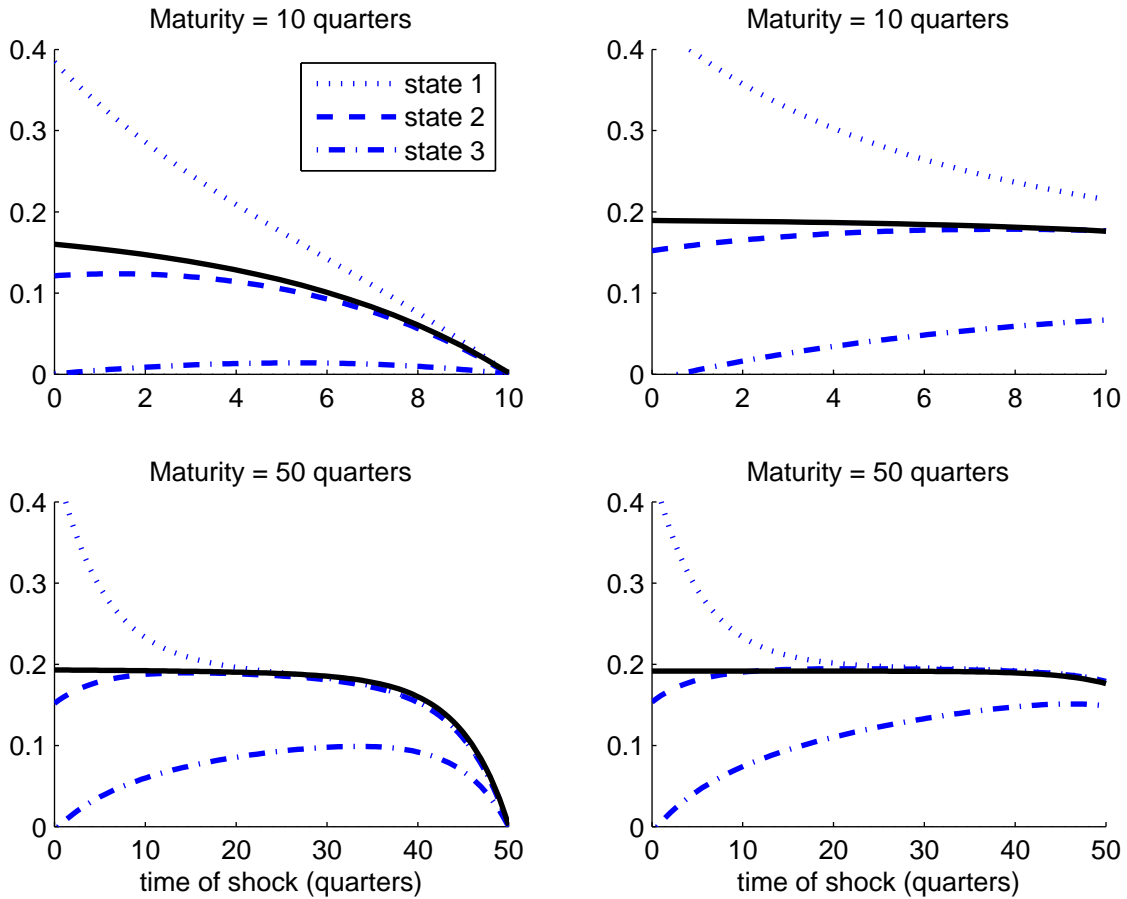 Maturity = 10 quarters
0.4
0.3
0.2
0.1
0
0 2 4 6 8 10
state 1
state 2
state 3
Maturity = 10 quarters
0.4
0.3
0.2
0.1
0
0 2 4 6 8 10
Maturity = 50 quarters
0.4
0.3
0.2
0.1
0
0 10 20 30 40 50
time of shock (quarters)
Maturity = 50 quarters
0.4
0.3
0.2
0.1
0
0 10 20 30 40 50
time of shock (quarters)